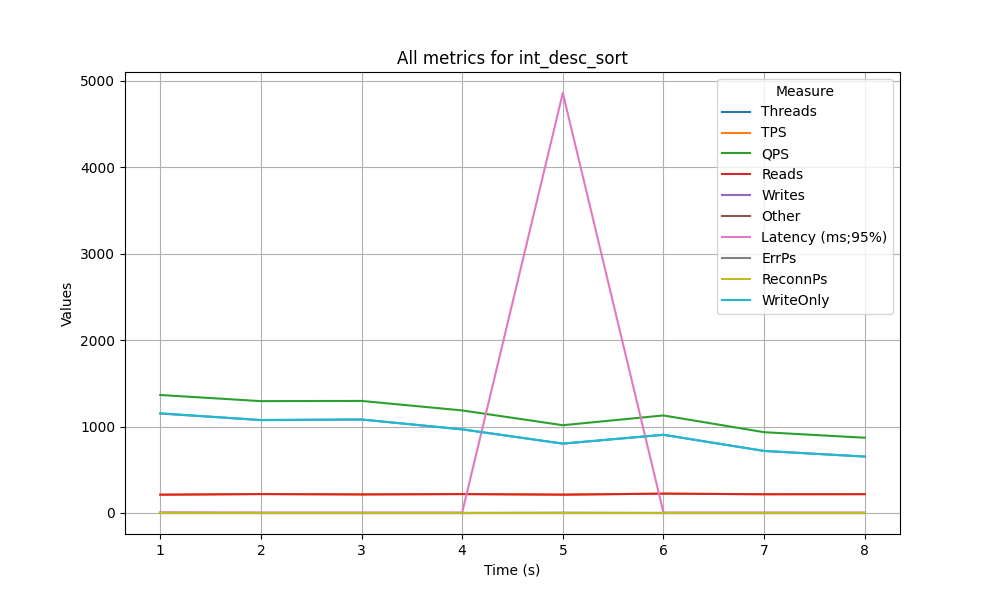 All metrics for int_desc_sort
Measure
Threads
TPS
QPS
Reads
Writes
Other
Latency (ms;95%)
ErrPs
ReconnPs
WriteOnly
Values
5000
4000
3000
2000
1000
0
1 2 3 4 5 6 7 8
Time (s)